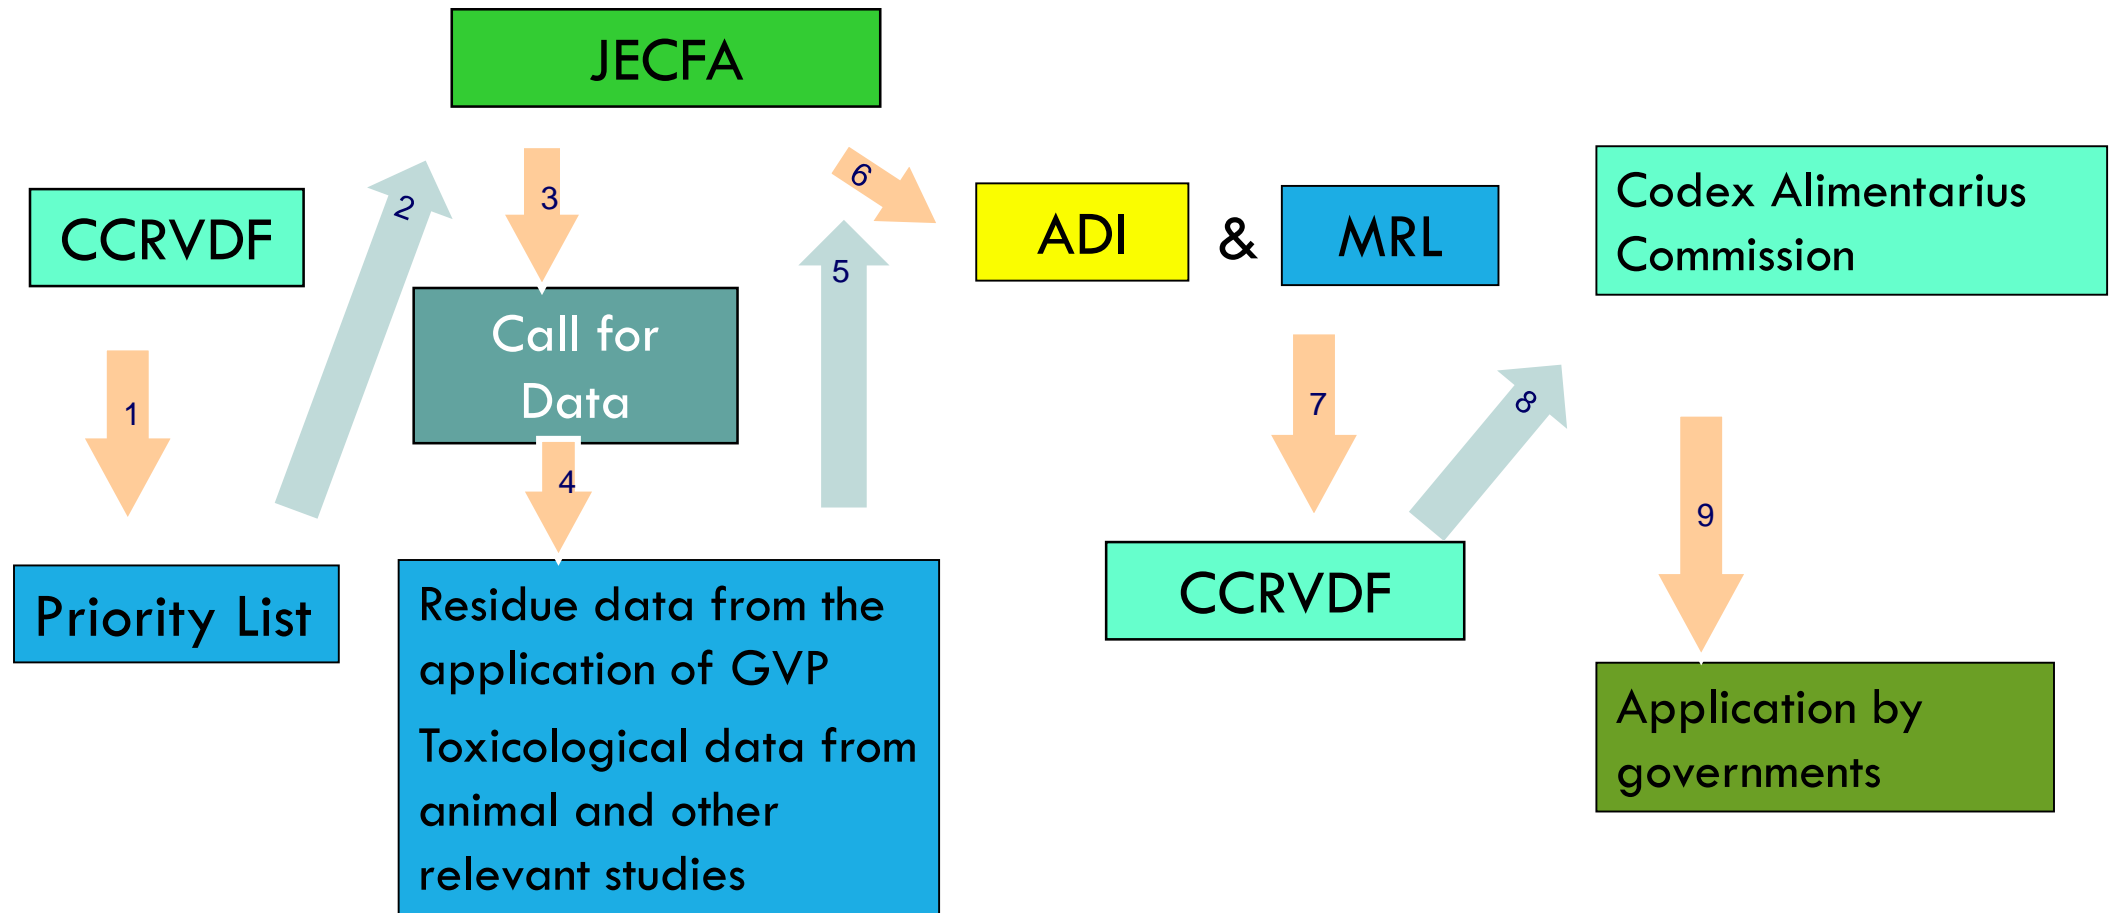 JECFA
CCRVDF
1
Priority List
2
3
Call for
Data
4
Residue data from the
application of GVP
Toxicological data from
animal and other
relevant studies
5
6
ADI
&
MRL
7
CCRVDF
8
Codex Alimentarius
Commission
9
Application by
governments